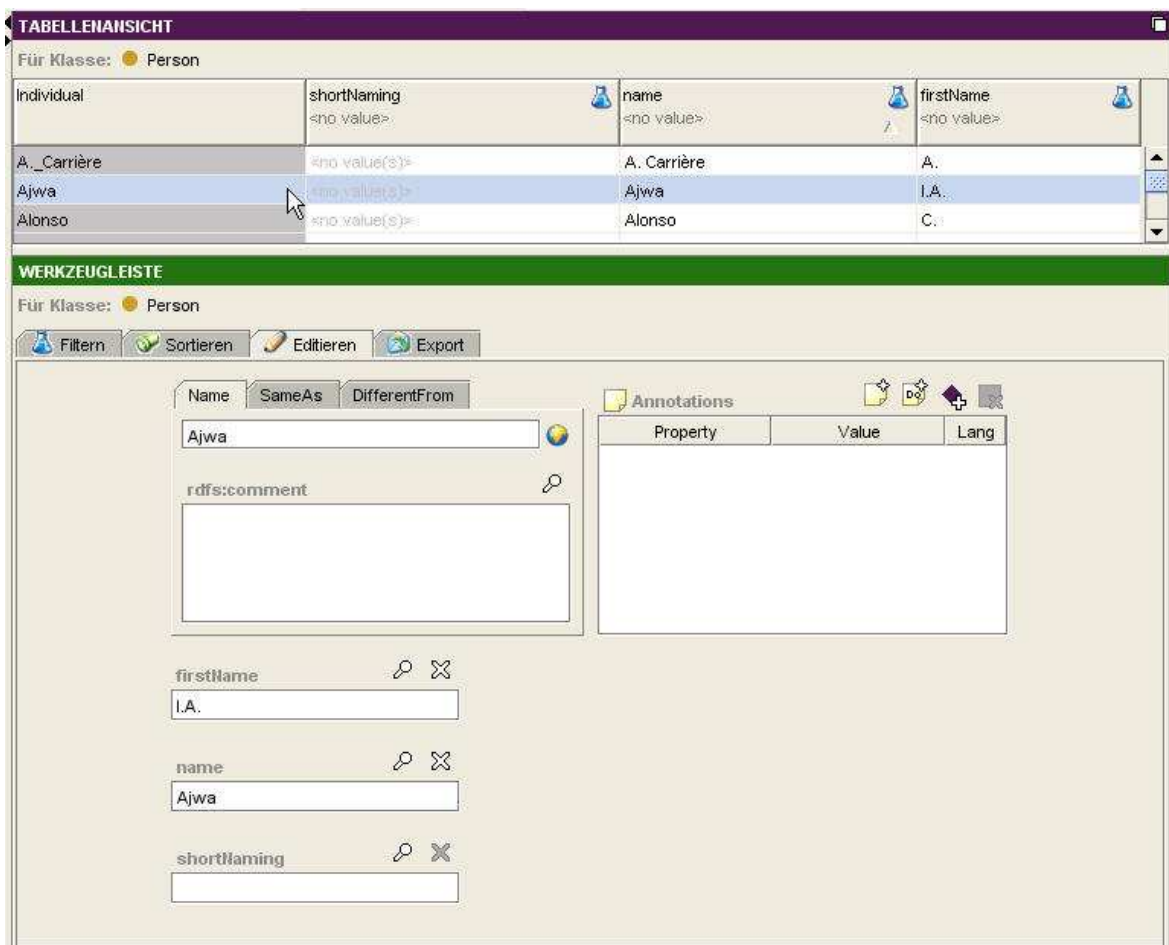 TABELLENANSICHT
Für Klasse: Person
Individual shortNaming name firstName
<no value> <no value> <no value>
A._Carrière <no value(s)> A. Carrière A.
Ajwa <no value(s)> Ajwa I.A.
Alonso <no value(s)> Alonso C.
WERKZEUGLEISTE
Für Klasse: Person
Filtern Sortieren Editieren Export
Name SameAs DifferentFrom
Annotations
Property Value Lang
Ajwa
rdfs:comment
firstName
I.A.
name
Ajwa
shortNaming